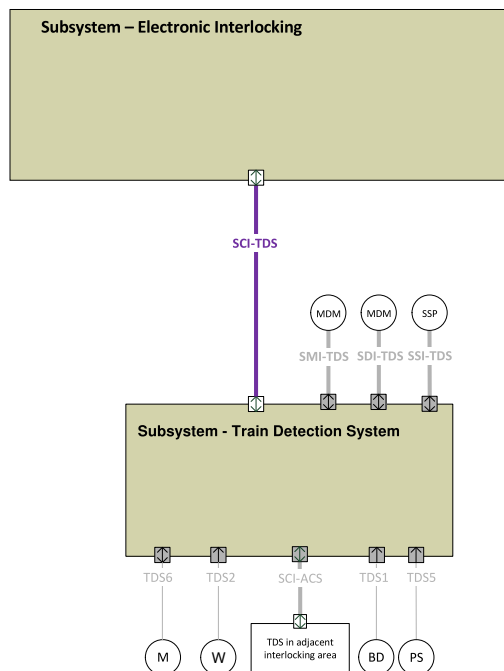 Subsystem – Electronic Interlocking
SCI-TDS
MDM MDM SSP
SMI-TDS SDI-TDS SSI-TDS
Subsystem - Train Detection System
TDS6 TDS2 SCI-ACS TDS1 TDS5
TDS in adjacent
interlocking area
M W BD PS